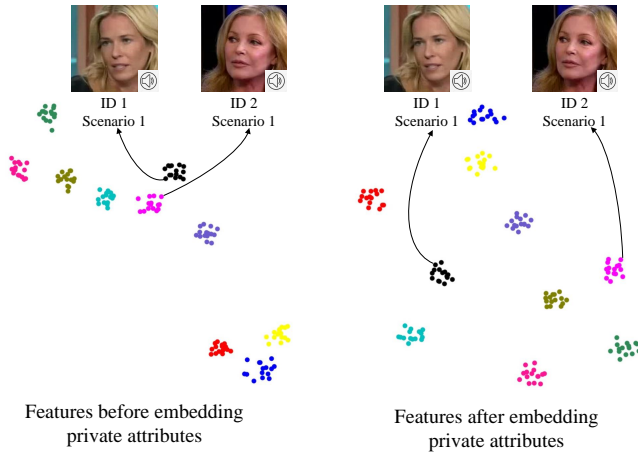 ID 1
Scenario 1
ID 2
Scenario 1
Features before embedding
private attributes
ID 1
Scenario 1
ID 2
Scenario 1
Features after embedding
private attributes